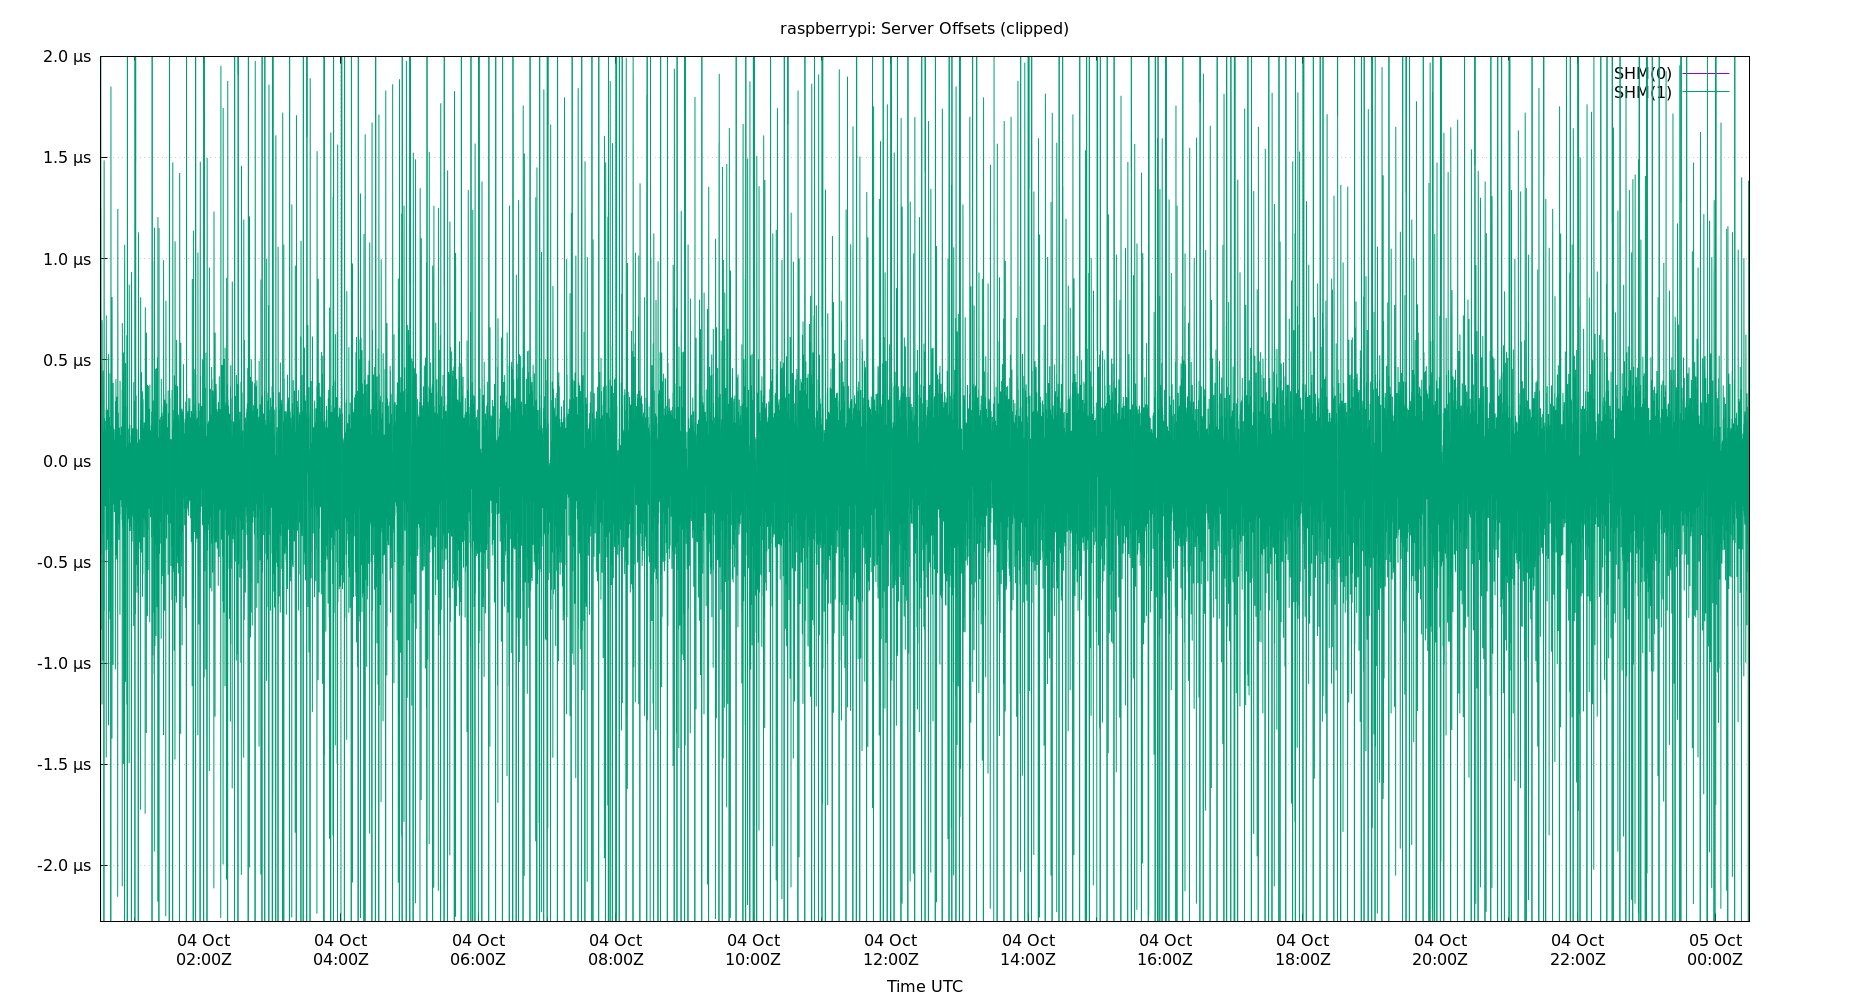 raspberrypi: Server Offsets (clipped)
2.0 µs
1.5 µs
1.0 µs
0.5 µs
0.0 µs
-0.5 µs
-1.0 µs
-1.5 µs
-2.0 µs
SHM(0)
SHM(1)
04 Oct 04 Oct 04 Oct 04 Oct 04 Oct 04 Oct 04 Oct 04 Oct 04 Oct 04 Oct 04 Oct 05 Oct
02:00Z 04:00Z 06:00Z 08:00Z 10:00Z 12:00Z 14:00Z 16:00Z 18:00Z 20:00Z 22:00Z 00:00Z
Time UTC